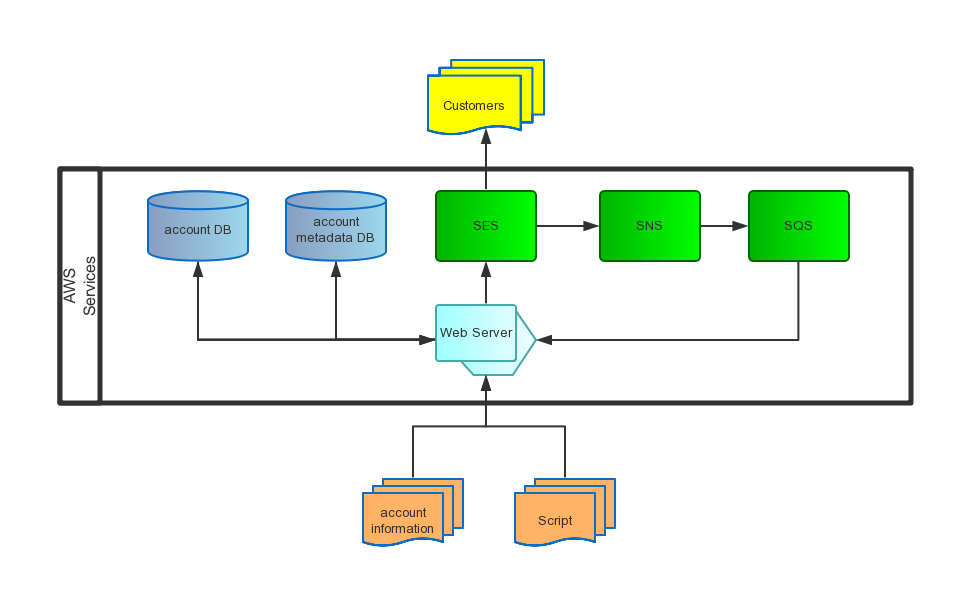 Customers
AWS
Services
account DB
account
metadata DB
SES
SNS
SQS
Web Server
account
information
Script